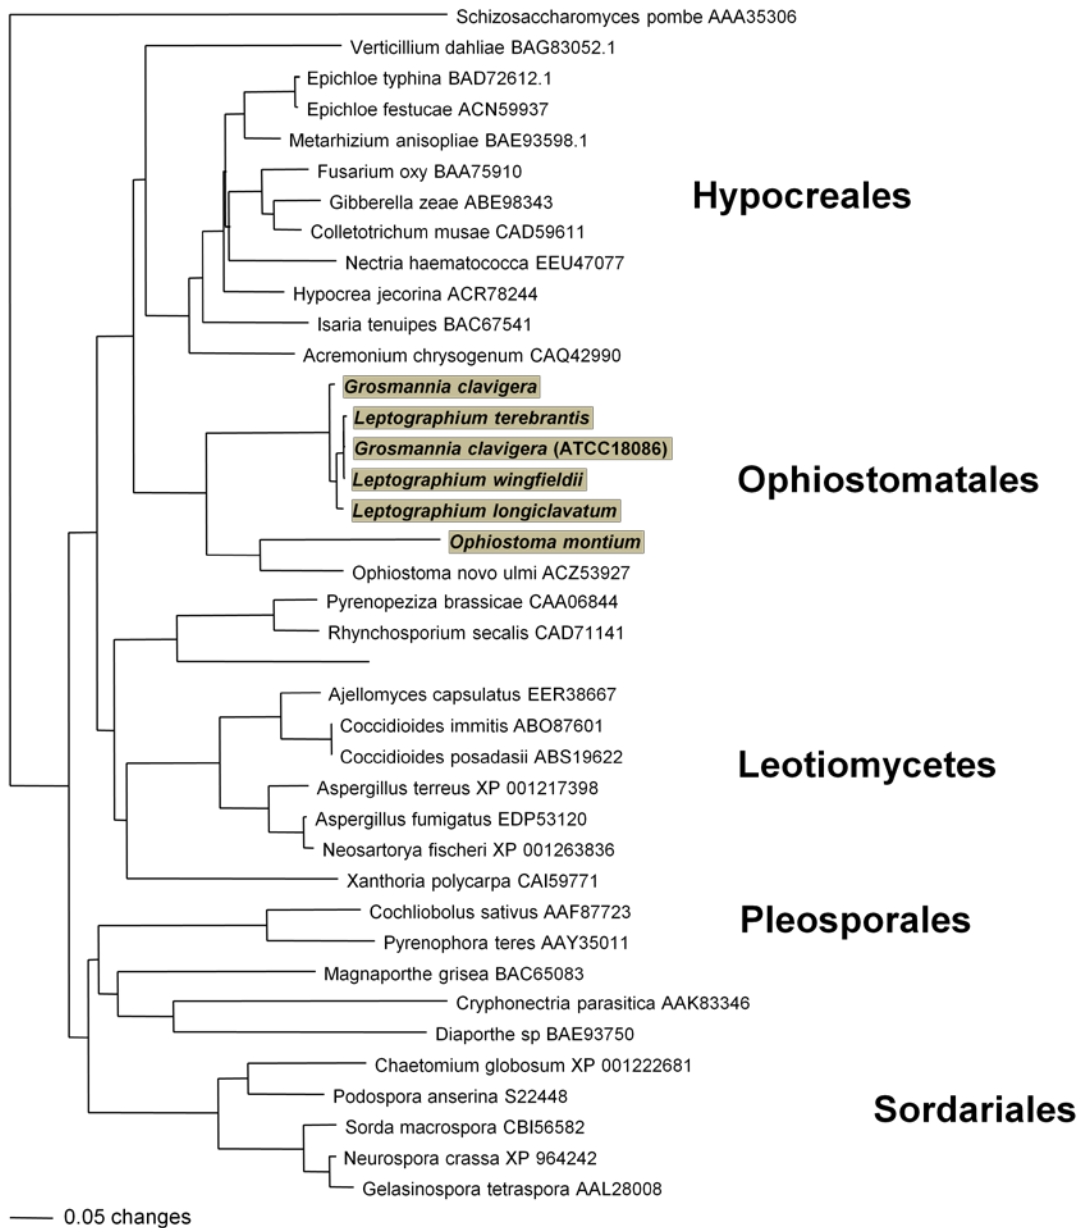 Schizosaccharomyces pombe AAA35306
Verticillium dahliae BAG83052.1
Epichloe typhina BAD72612.1
Epichloe festucae ACN59937
Metarhizium anisopliae BAE93598.1
Fusarium oxy BAA75910
Hypocreales
Gibberella zeae ABE98343
Colletotrichum musae CAD59611
Nectria haematococca EEU47077
Hypocrea jecorina ACR78244
Isaria tenuipes BAC67541
Acremonium chrysogenum CAQ42990
Grosmannia clavigera
Leptographium terebrantis
Grosmannia clavigera (ATCC18086)
Leptographium wingfieldii
Ophiostomatales
Leptographium longiclavatum
Ophiostoma montium
Ophiostoma novo ulmi ACZ53927
Pyrenopeziza brassicae CAA06844
Rhynchosporium secalis CAD71141
Ajellomyces capsulatus EER38667
Coccidioides immitis ABO87601
Coccidioides posadasii ABS19622
Leotiomycetes
Aspergillus terreus XP 001217398
Aspergillus fumigatus EDP53120
Neosartorya fischeri XP 001263836
Xanthoria polycarpa CAI59771
Cochliobolus sativus AAF87723
Pleosporales
Pyrenophora teres AAY35011
Magnaporthe grisea BAC65083
Cryphonectria parasitica AAK83346
Diaporthe sp BAE93750
Chaetomium globosum XP 001222681
Podospora anserina S22448
Sordariales
Sorda macrospora CBI56582
Neurospora crassa XP 964242
Gelasinospora tetraspora AAL28008
0.05 changes